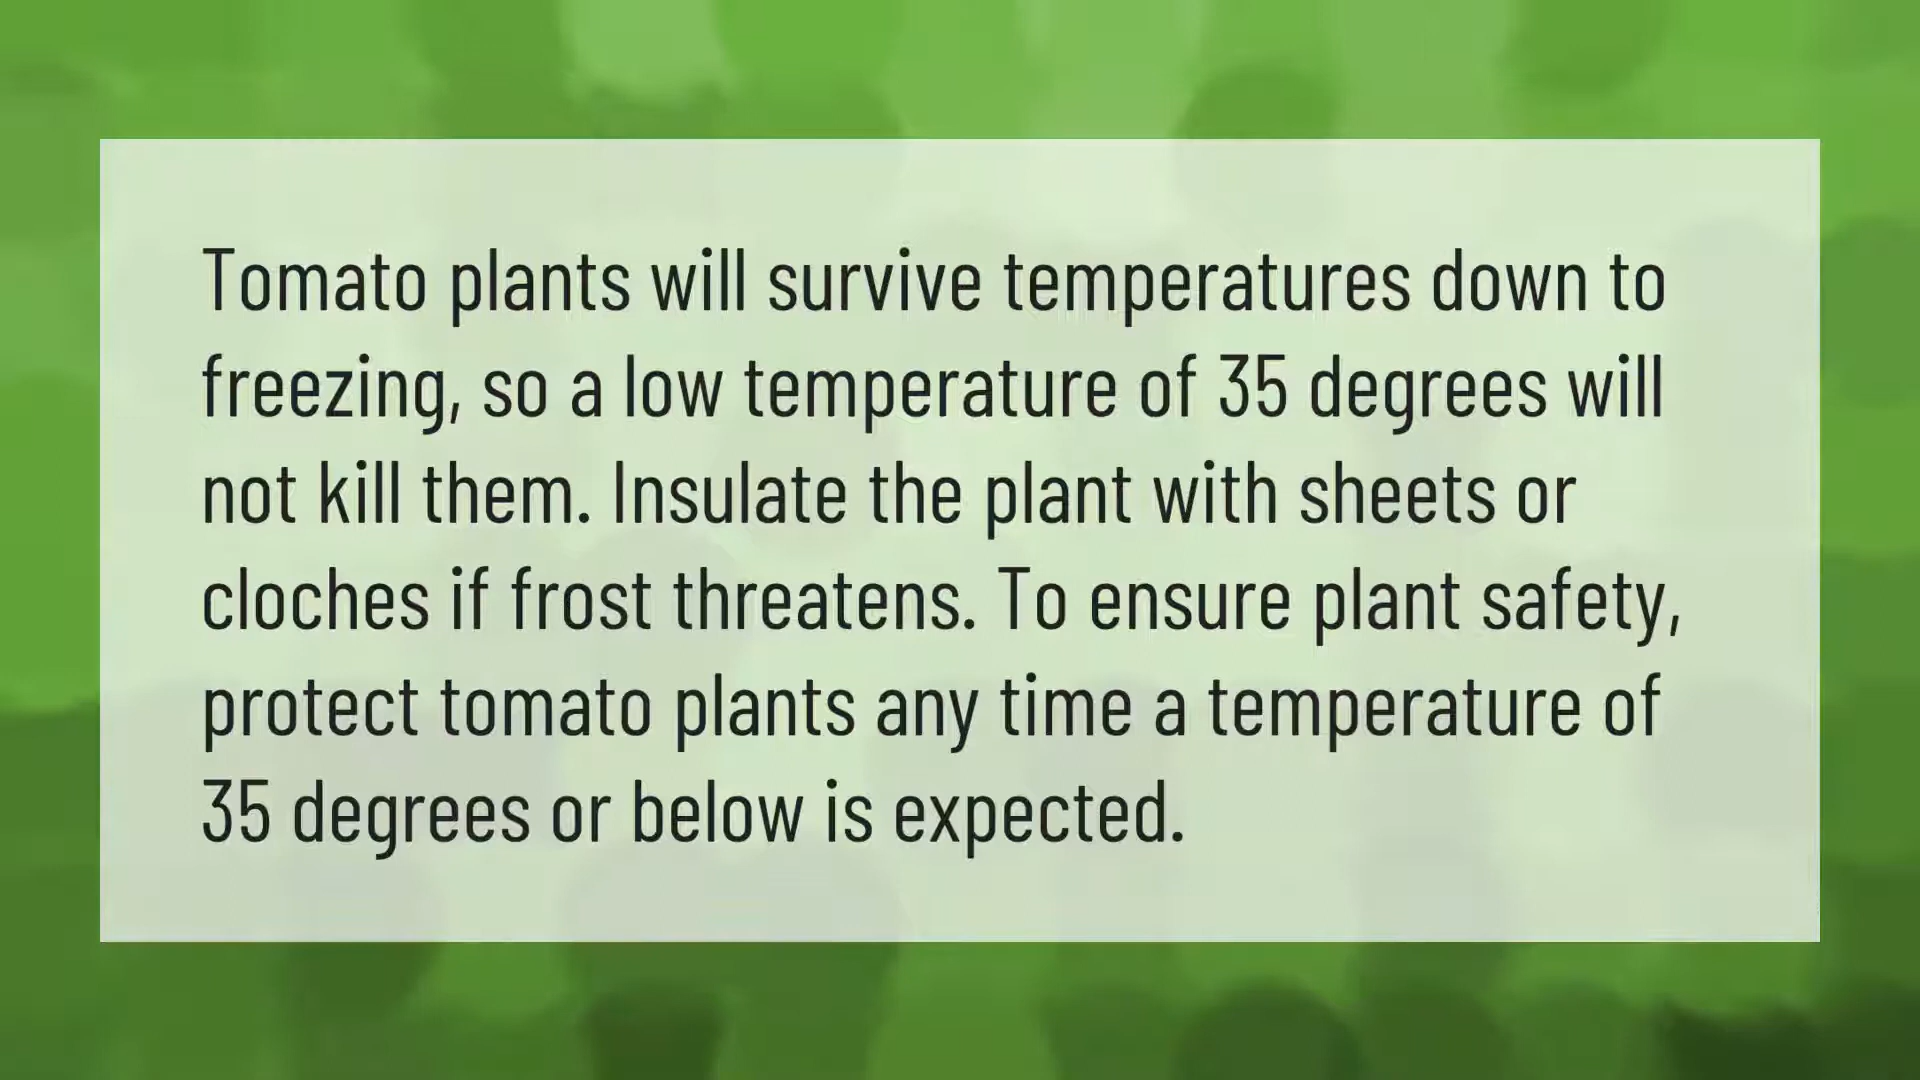 Tomato plants will survive temperatures down to
freezing, so a low temperature of 35 degrees will
not kill them. Insulate the plant with sheets or
cloches if frost threatens. To ensure plant safety,
protect tomato plants any time a temperature of
35 degrees or below is expected.